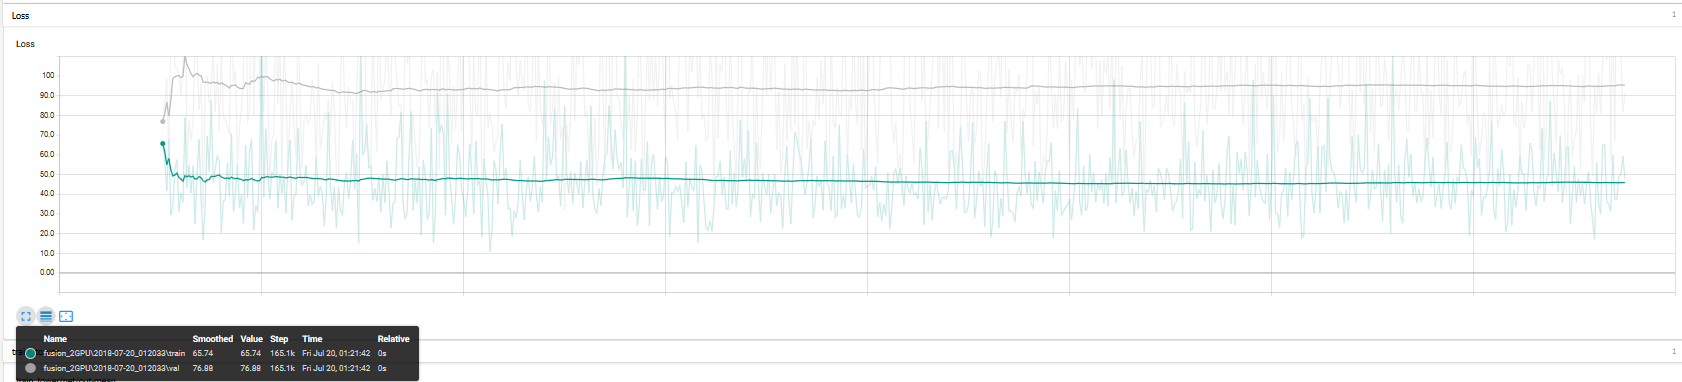 Loss
1
Loss
100
90.0
80.0
70.0
60.0
50.0
40.0
30.0
20.0
10.0
0.00
Name Smoothed Value Step Time Relative
fusion_2GPU\2018-07-20_012033\train 65.74 65.74 165.1k Fri Jul 20, 01:21:42 0s
1
fusion_2GPU\2018-07-20_012033\val 76.88 76.88 165.1k Fri Jul 20, 01:21:42 0s